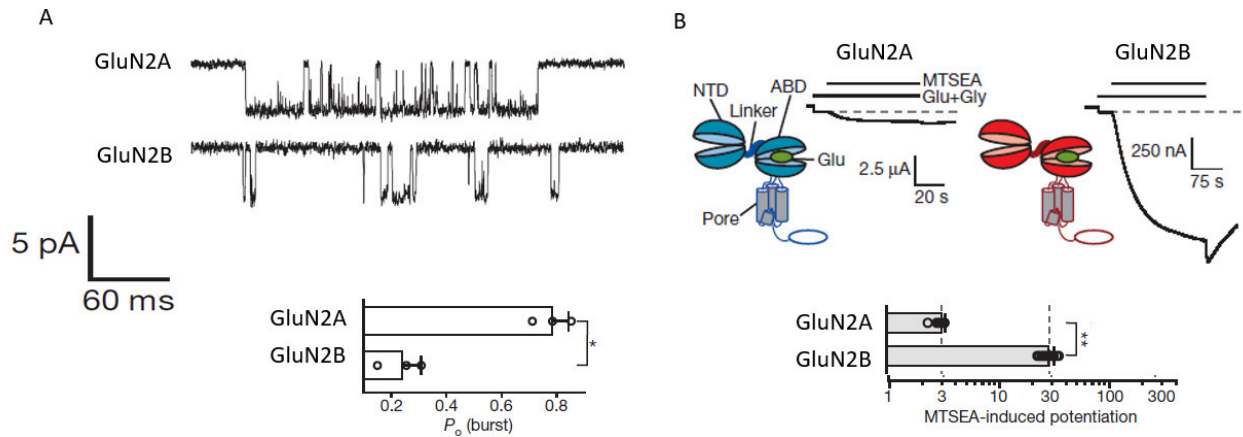 A
GluN2A
GluN2B
5 pA
60 ms
GluN2A
GluN2B
*
0.2 0.4 0.6 0.8
Po (burst)
B
GluN2A
GluN2B
NTD
ABD
Linker
Glu
Pore
MTSEA
Glu+Gly
2.5 µA
20 s
250 nA
75 s
GluN2A
GluN2B
**
1 3 10 30 100 300
MTSEA-induced potentiation